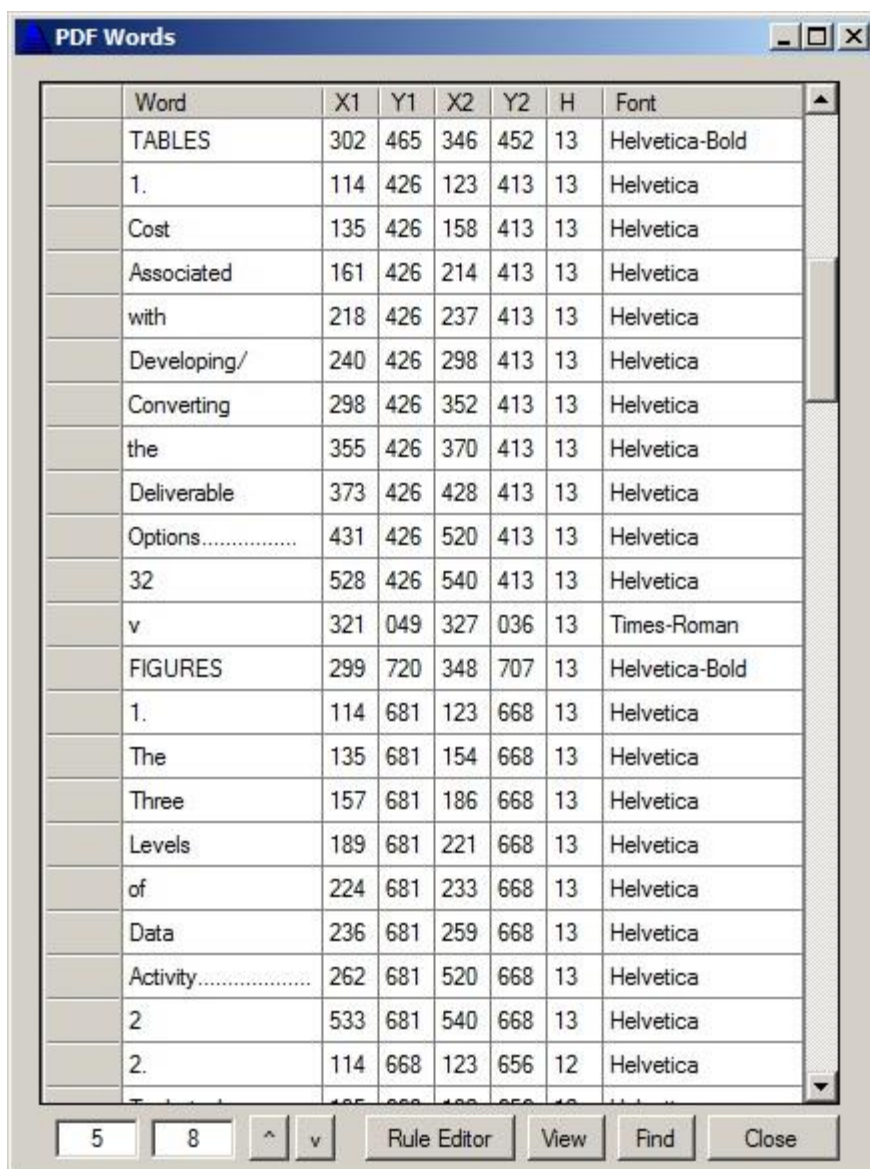 PDF Words
Word X1 Y1 X2 Y2 H Font
TABLES 302 465 346 452 13 Helvetica-Bold
1. 114 426 123 413 13 Helvetica
Cost 135 426 158 413 13 Helvetica
Associated 161 426 214 413 13 Helvetica
with 218 426 237 413 13 Helvetica
Developing/ 240 426 298 413 13 Helvetica
Converting 298 426 352 413 13 Helvetica
the 355 426 370 413 13 Helvetica
Deliverable 373 426 428 413 13 Helvetica
Options................ 431 426 520 413 13 Helvetica
32 528 426 540 413 13 Helvetica
v 321 049 327 036 13 Times-Roman
FIGURES 299 720 348 707 13 Helvetica-Bold
1. 114 681 123 668 13 Helvetica
The 135 681 154 668 13 Helvetica
Three 157 681 186 668 13 Helvetica
Levels 189 681 221 668 13 Helvetica
of 224 681 233 668 13 Helvetica
Data 236 681 259 668 13 Helvetica
Activity................... 262 681 520 668 13 Helvetica
2 533 681 540 668 13 Helvetica
2. 114 668 123 656 12 Helvetica
5 8 ^ v Rule Editor View Find Close